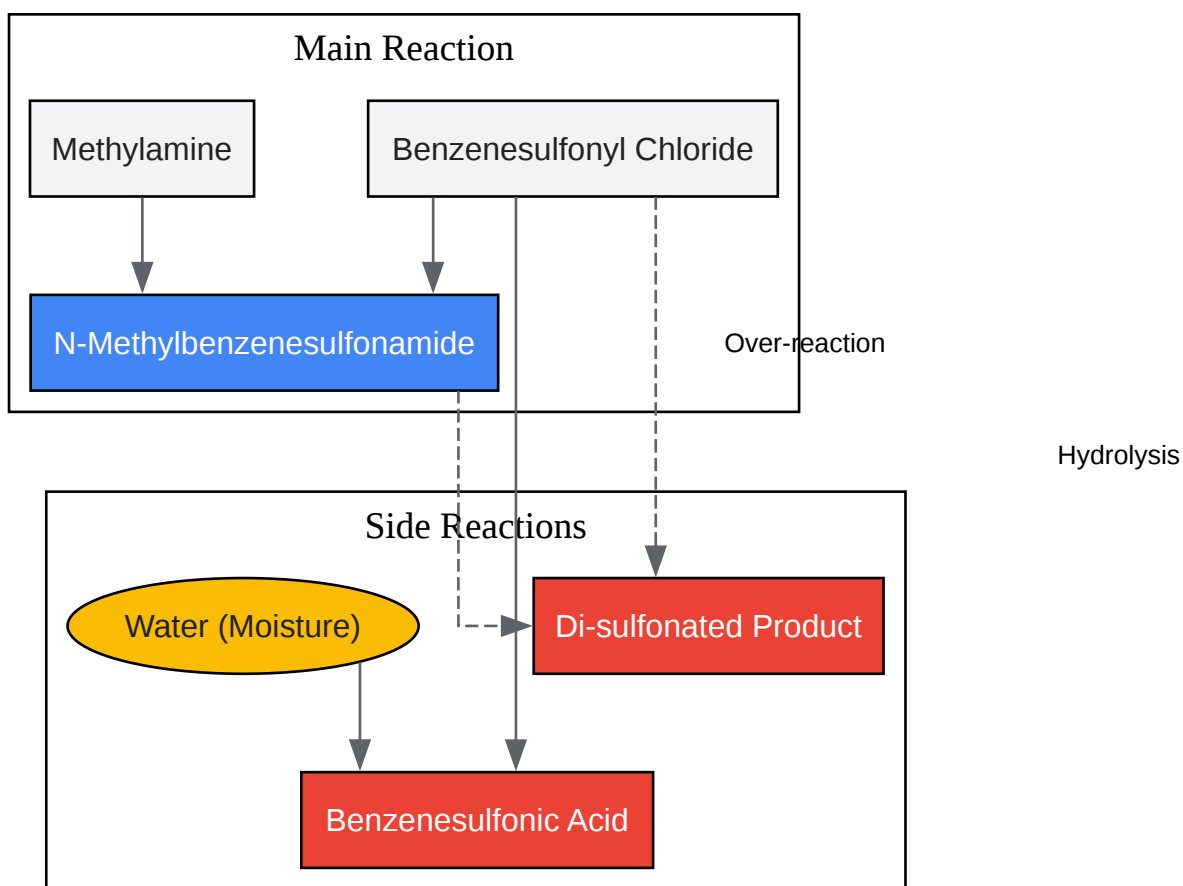 Main Reaction
Methylamine
Benzenesulfonyl Chloride
N-Methylbenzenesulfonamide
Over-reaction
Hydrolysis
Side Reactions
Water (Moisture)
Di-sulfonated Product
Benzenesulfonic Acid